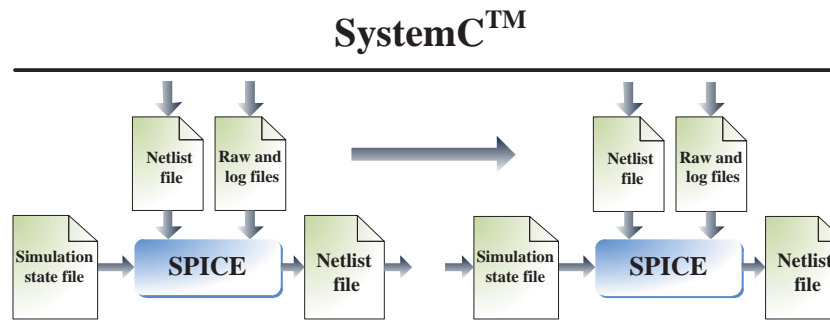 SystemC™
Netlist
file
Raw and
log files
Netlist
file
Raw and
log files
Simulation
state file
SPICE
Netlist
file
Simulation
state file
SPICE
Netlist
file